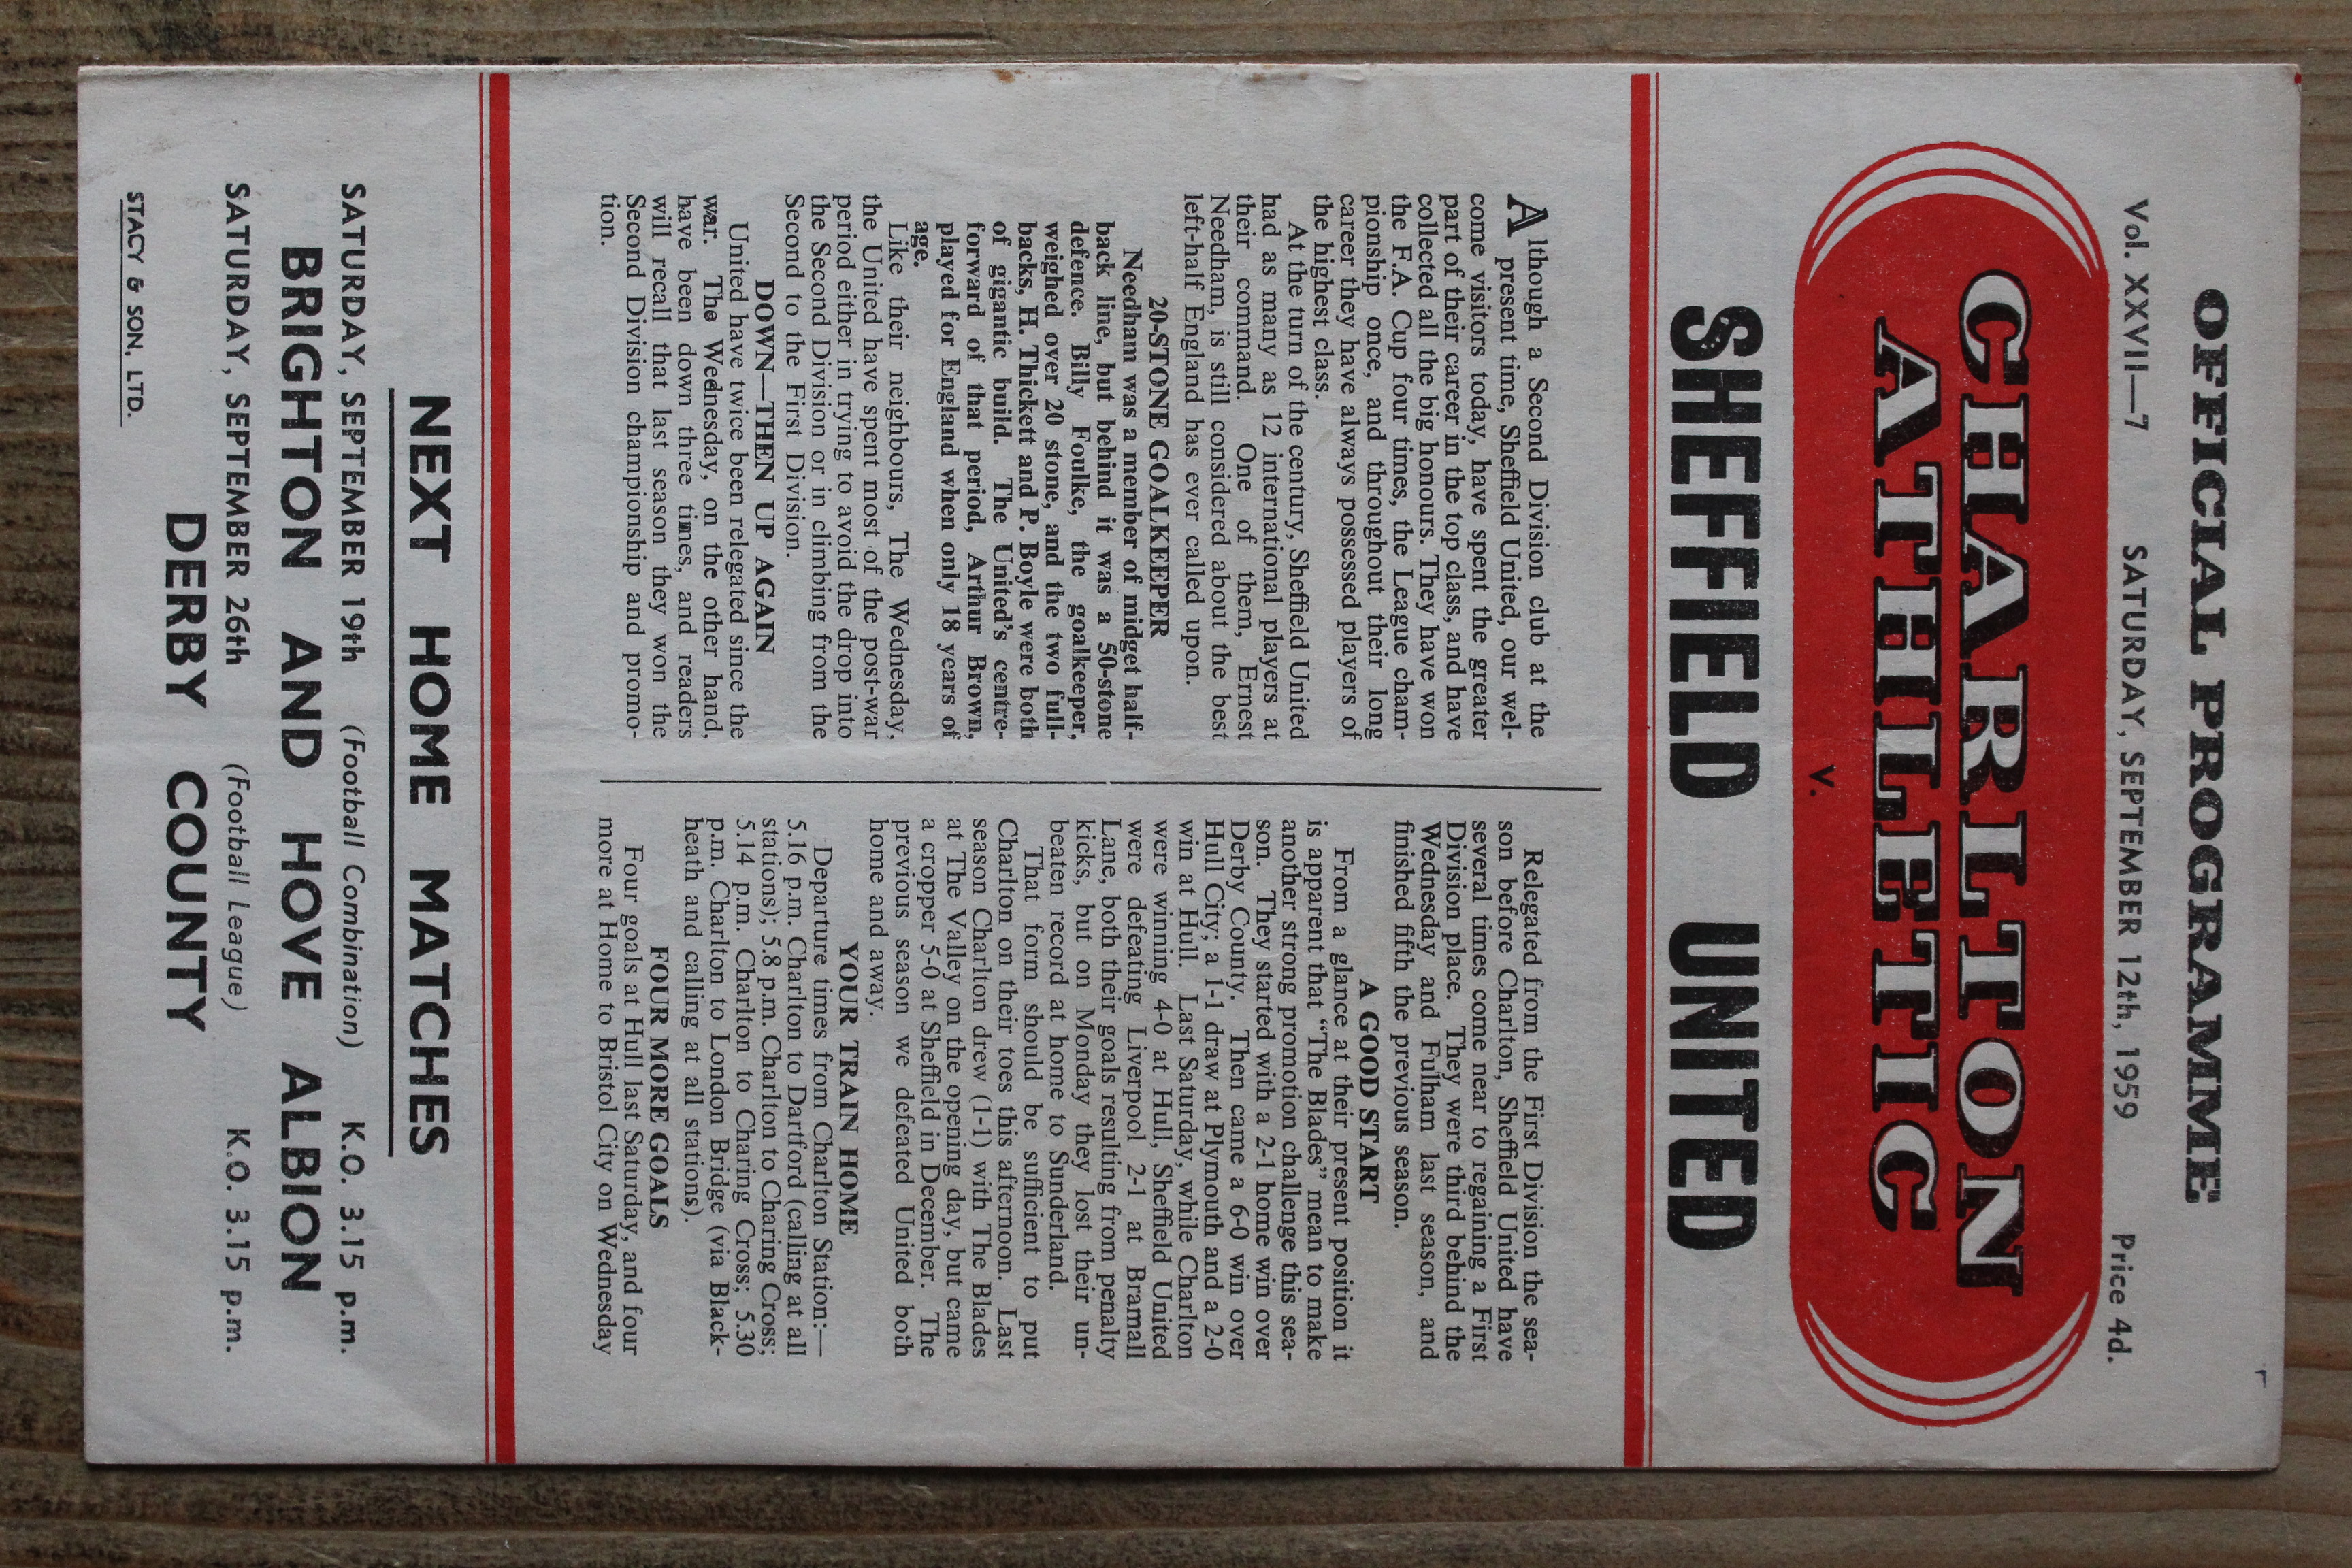 OFFICIAL PROGRAMME
Vol. XXVII—7 SATURDAY, SEPTEMBER 12th, 1959 Price 4d.
CHARLTON
ATHLETIC
v.
SHEFFIELD UNITED
Although a Second Division club at the
present time, Sheffield United, our wel-
come visitors today, have spent the greater
part of their career in the top class, and have
collected all the big honours. They have won
the F.A. Cup four times, the League cham-
pionship once, and throughout their long
career they have always possessed players of
the highest class.
At the turn of the century, Sheffield United
had as many as 12 international players at
their command. One of them, Ernest
Needham, is still considered about the best
left-half England has ever called upon.
20-STONE GOALKEEPER
Needham was a member of midget half-
back line, but behind it was a 50-stone
defence. Billy Foulke, the goalkeeper,
weighed over 20 stone, and the two full-
backs, H. Thickett and P. Boyle were both
of gigantic build. The United's centre-
forward of that period, Arthur Brown,
played for England when only 18 years of
age.
Like their neighbours, The Wednesday,
the United have spent most of the post-war
period either in trying to avoid the drop into
the Second Division or in climbing from the
Second to the First Division.
DOWN—THEN UP AGAIN
United have twice been relegated since the
war. The Wednesday, on the other hand,
have been down three times, and readers
will recall that last season they won the
Second Division championship and promo-
tion.
Relegated from the First Division the sea-
son before Charlton, Sheffield United have
several times come near to regaining a First
Division place. They were third behind the
Wednesday and Fulham last season, and
finished fifth the previous season.
A GOOD START
From a glance at their present position it
is apparent that "The Blades" mean to make
another strong promotion challenge this sea-
son. They started with a 2-1 home win over
Derby County. Then came a 6-0 win over
Hull City; a 1-1 draw at Plymouth and a 2-0
win at Hull. Last Saturday, while Charlton
were winning 4-0 at Hull, Sheffield United
were defeating Liverpool 2-1 at Bramall
Lane, both their goals resulting from penalty
kicks, but on Monday they lost their un-
beaten record at home to Sunderland.
That form should be sufficient to put
Charlton on their toes this afternoon. Last
season Charlton drew (1-1) with The Blades
at The Valley on the opening day, but came
a cropper 5-0 at Sheffield in December. The
previous season we defeated United both
home and away.
YOUR TRAIN HOME
Departure times from Charlton Station:—
5.16 p.m. Charlton to Dartford (calling at all
stations); 5.8 p.m. Charlton to Charing Cross;
5.14 p.m. Charlton to Charing Cross; 5.30
p.m. Charlton to London Bridge (via Black-
heath and calling at all stations).
FOUR MORE GOALS
Four goals at Hull last Saturday, and four
more at Home to Bristol City on Wednesday
NEXT HOME MATCHES
SATURDAY, SEPTEMBER 19th (Football Combination) K.O. 3.15 p.m.
BRIGHTON AND HOVE ALBION
SATURDAY, SEPTEMBER 26th (Football League) K.O. 3.15 p.m.
DERBY COUNTY
STACY & SON, LTD.